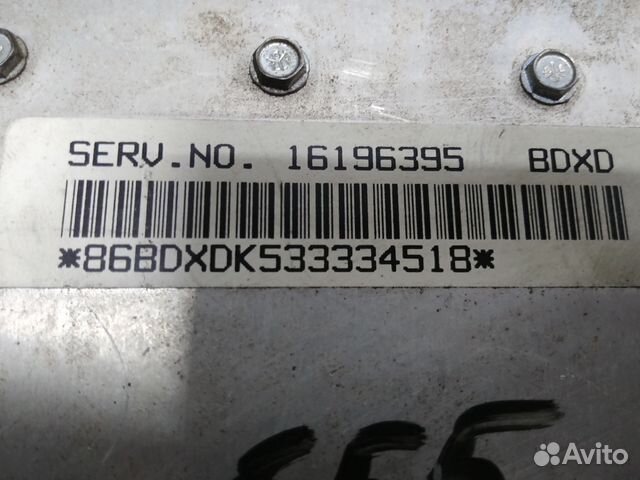 SERV.NO. 16196395 BDXD
*86BDXDK533334518*
Avito